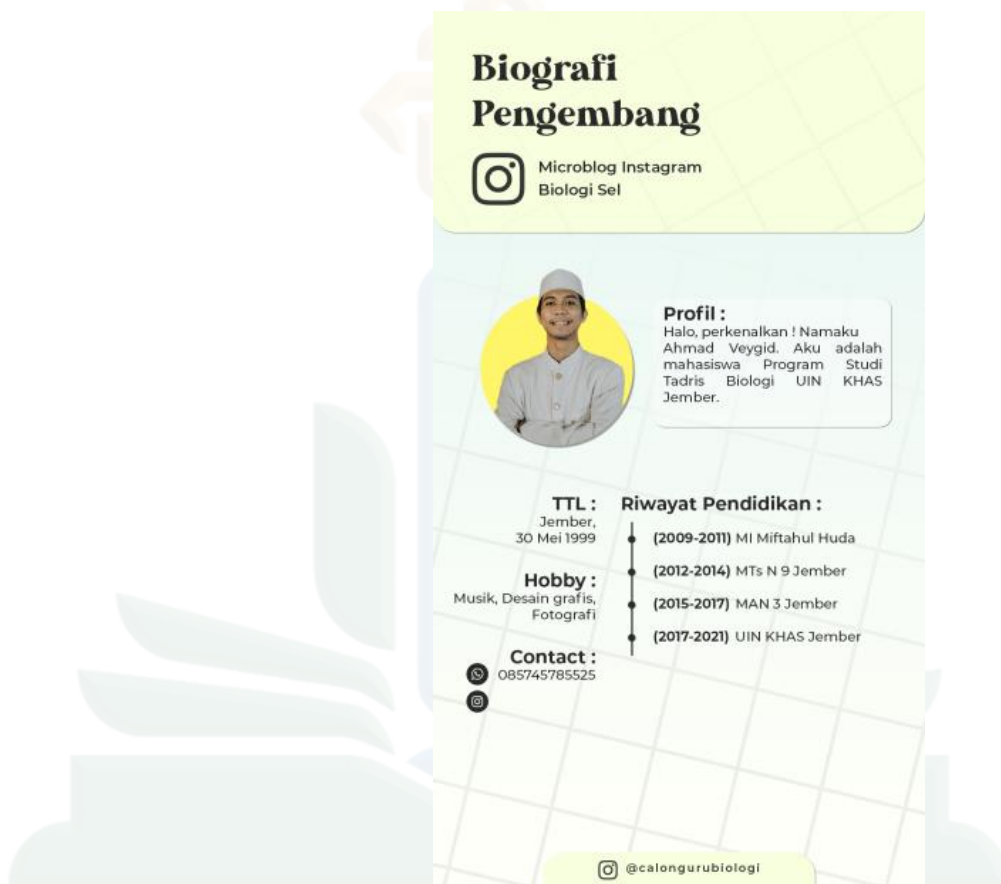 Biografi
Pengembang
Microblog Instagram
Biologi Sel
Profil :
Halo, perkenalkan ! Namaku
Ahmad Veygid. Aku adalah
mahasiswa Program Studi
Tadris Biologi UIN KHAS
Jember.
TTL :
Jember,
30 Mei 1999
Hobby :
Musik, Desain grafis,
Fotografi
Contact :
085745785525
Riwayat Pendidikan :
(2009-2011) MI Miftahul Huda
(2012-2014) MTs N 9 Jember
(2015-2017) MAN 3 Jember
(2017-2021) UIN KHAS Jember
@calongurubiologi